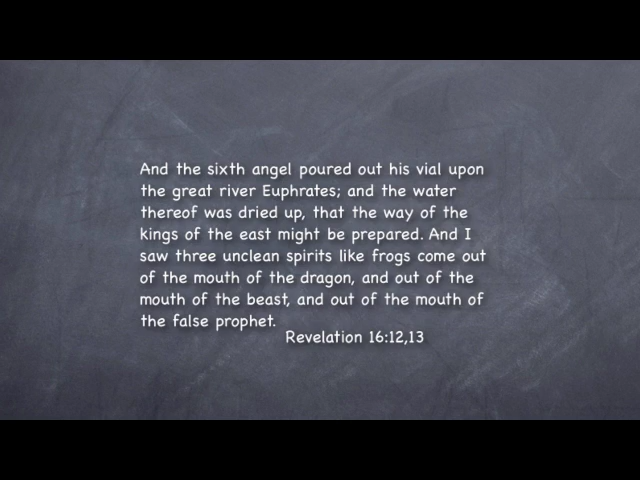 And the sixth angel poured out his vial upon
the great river Euphrates; and the water
thereof was dried up, that the way of the
kings of the east might be prepared. And I
saw three unclean spirits like frogs come out
of the mouth of the dragon, and out of the
mouth of the beast, and out of the mouth of
the false prophet.
Revelation 16:12,13